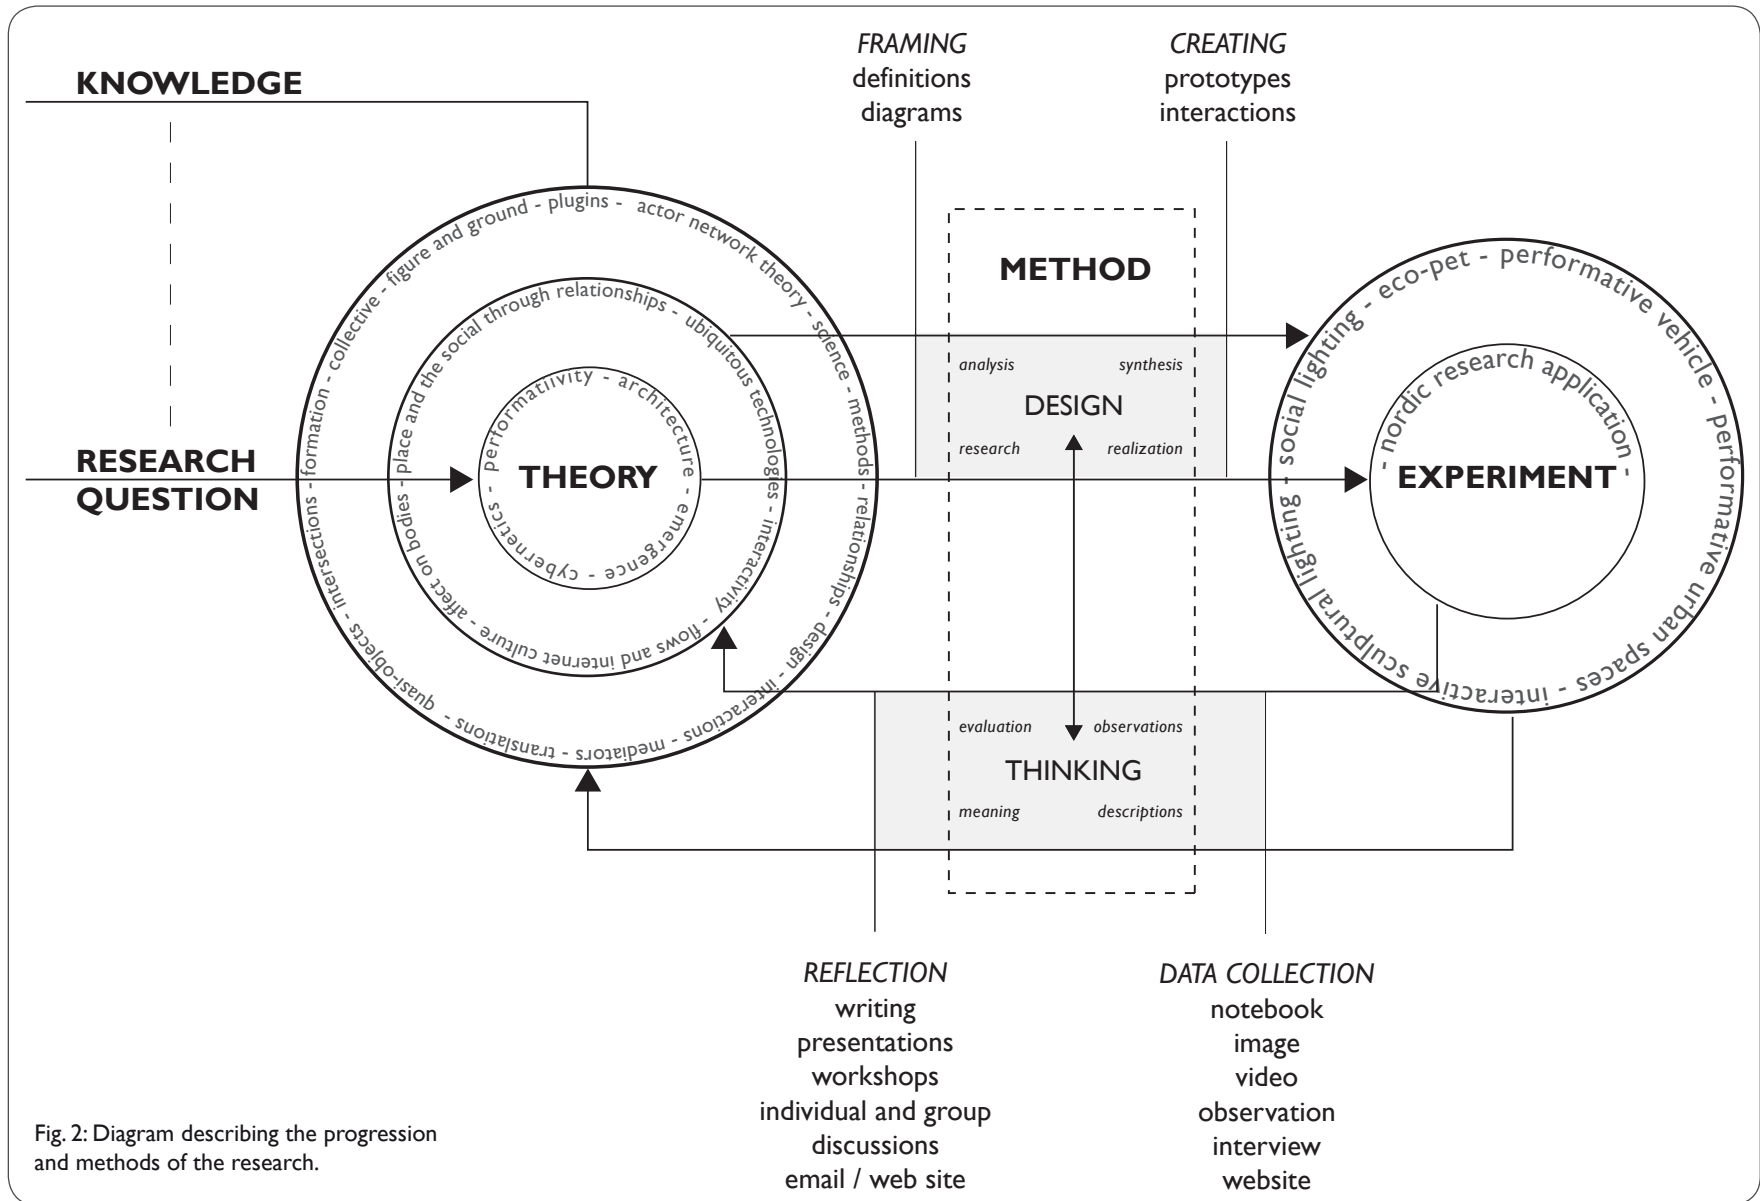 KNOWLEDGE
RESEARCH
QUESTION
FRAMING
definitions
diagrams
CREATING
prototypes
interactions
formation - collective - figure and ground - plugins - actor network theory - science - methods - relationships - design - interactions - mediators - translations - quasi-objects - intersections -
place and the social through relationships - ubiquitous technologies - interactivity - flows and internet culture - affect on bodies -
performatiivity - architecture - emergence - cybernetics -
THEORY
METHOD
analysis
synthesis
DESIGN
research
realization
evaluation
observations
THINKING
meaning
descriptions
social lighting - eco-pet - performative vehicle - performative urban spaces - interactive sculptural lighting -
- nordic research application -
EXPERIMENT
REFLECTION
writing
presentations
workshops
individual and group
discussions
email / web site
DATA COLLECTION
notebook
image
video
observation
interview
website
Fig. 2: Diagram describing the progression
and methods of the research.